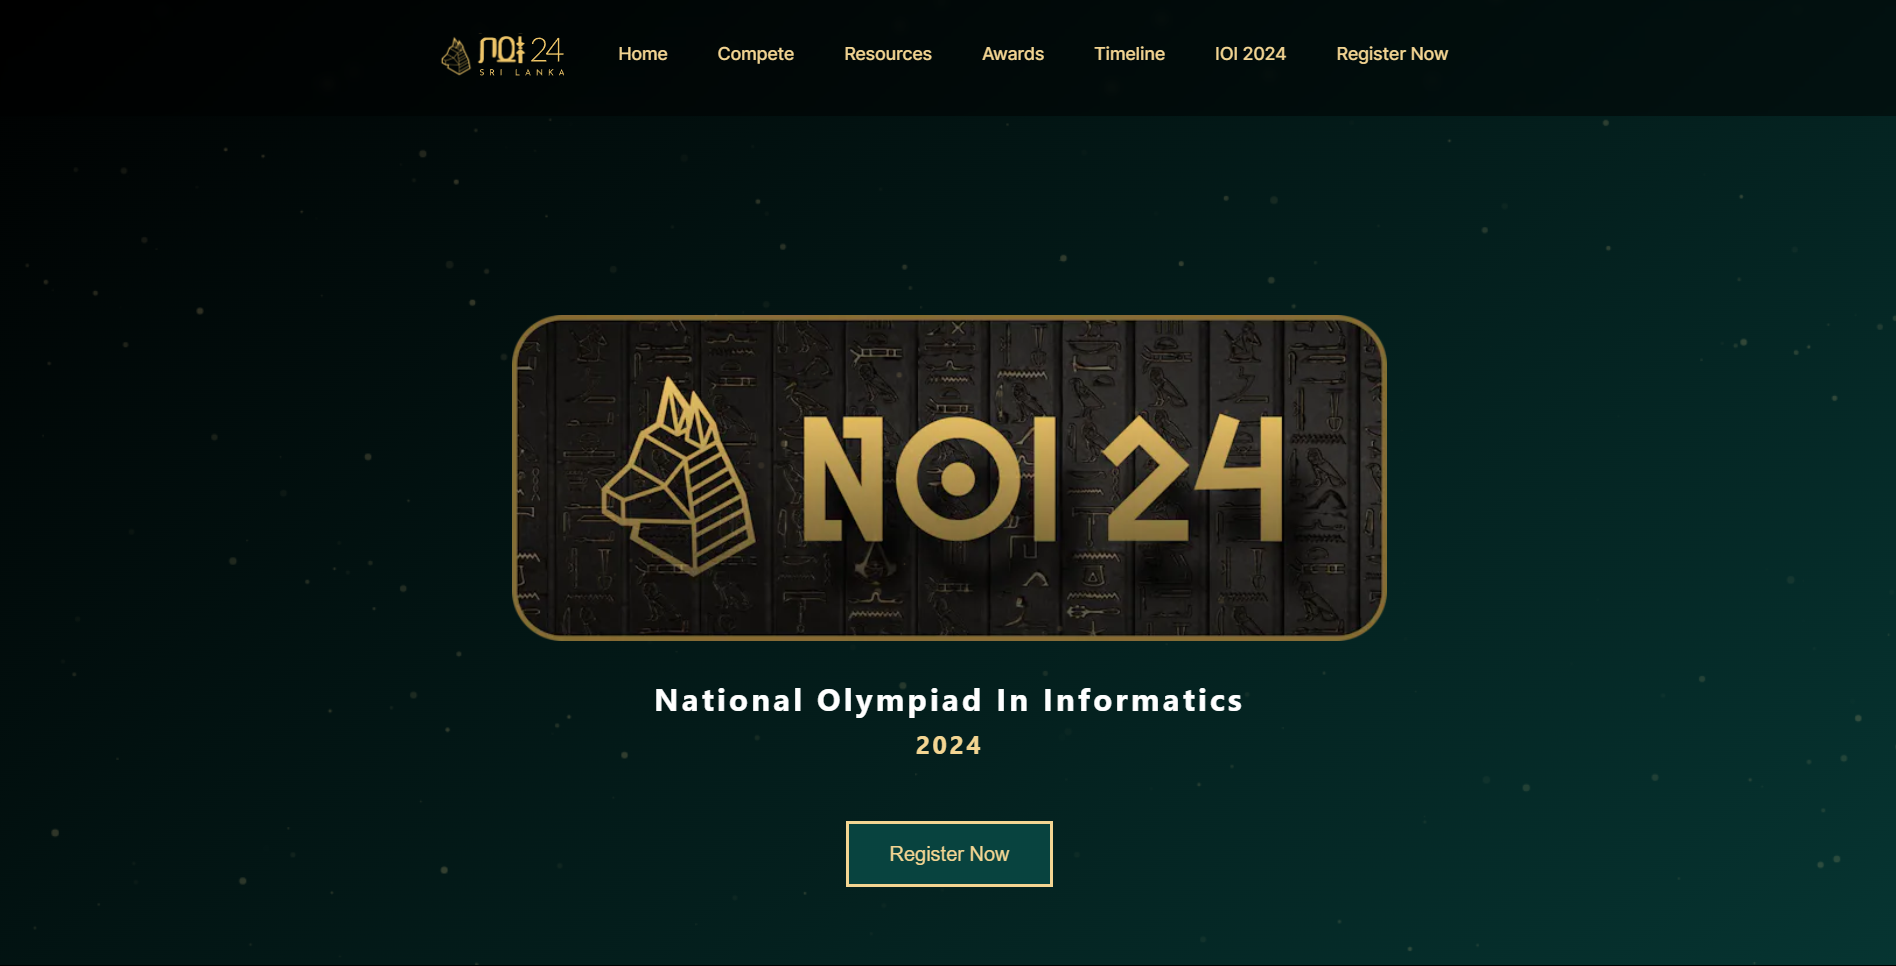 NOI 24
SRI LANKA
Home
Compete
Resources
Awards
Timeline
IOI 2024
Register Now
NOI 24
National Olympiad In Informatics
2024
Register Now